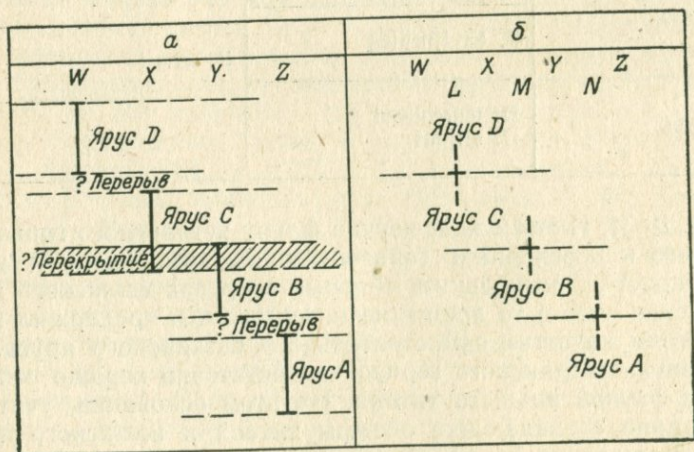 а б
W X Y Z W X Y Z
L M N
Ярус D Ярус D
? Перерыв
Ярус C Ярус C
? Перекрытие
Ярус B Ярус B
? Перерыв
Ярус A Ярус A